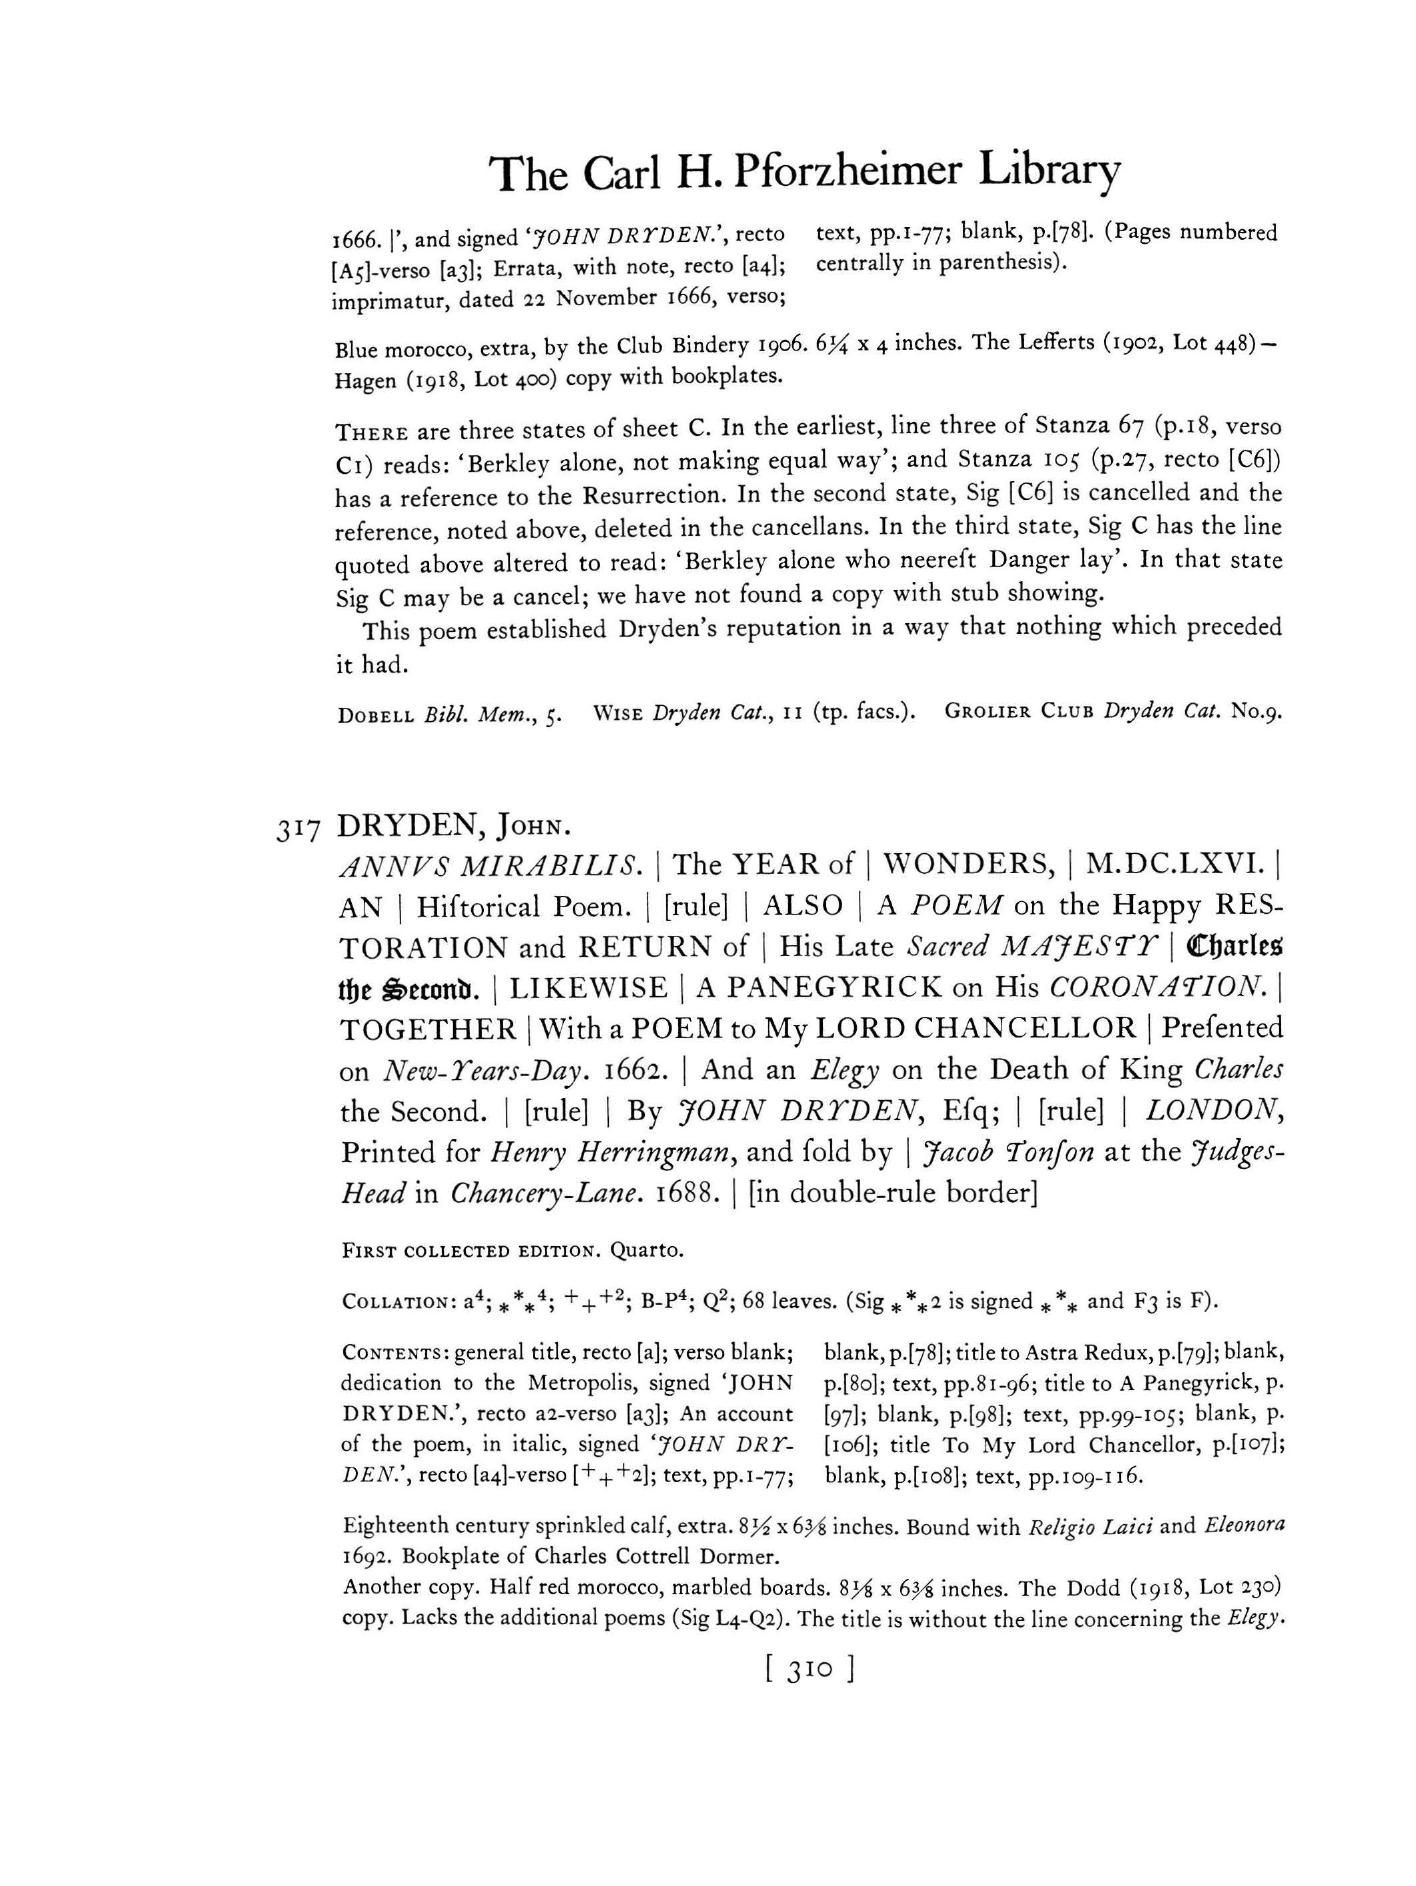 The Carl H. Pforzheimer Library
1666. |’, and signed ‘JOHN DRYDEN.’, recto
[A5]-verso [a3]; Errata, with note, recto [a4];
imprimatur, dated 22 November 1666, verso;
text, pp.1-77; blank, p.[78]. (Pages numbered
centrally in parenthesis).
Blue morocco, extra, by the Club Bindery 1906. 6¼ x 4 inches. The Lefferts (1902, Lot 448)—
Hagen (1918, Lot 400) copy with bookplates.
THERE are three states of sheet C. In the earliest, line three of Stanza 67 (p.18, verso
C1) reads: ‘Berkley alone, not making equal way’; and Stanza 105 (p.27, recto [C6])
has a reference to the Resurrection. In the second state, Sig [C6] is cancelled and the
reference, noted above, deleted in the cancellans. In the third state, Sig C has the line
quoted above altered to read: ‘Berkley alone who neereſt Danger lay’. In that state
Sig C may be a cancel; we have not found a copy with stub showing.
This poem established Dryden’s reputation in a way that nothing which preceded
it had.
DOBELL Bibl. Mem., 5. WISE Dryden Cat., 11 (tp. facs.). GROLIER CLUB Dryden Cat. No.9.
317 DRYDEN, JOHN.
ANNVS MIRABILIS. | The YEAR of | WONDERS, | M.DC.LXVI. |
AN | Hiſtorical Poem. | [rule] | ALSO | A POEM on the Happy RES-
TORATION and RETURN of | His Late Sacred MAJESTY | Charles
the Second. | LIKEWISE | A PANEGYRICK on His CORONATION. |
TOGETHER | With a POEM to My LORD CHANCELLOR | Preſented
on New-Years-Day. 1662. | And an Elegy on the Death of King Charles
the Second. | [rule] | By JOHN DRYDEN, Eſq; | [rule] | LONDON,
Printed for Henry Herringman, and ſold by | Jacob Tonſon at the Judges-
Head in Chancery-Lane. 1688. | [in double-rule border]
FIRST COLLECTED EDITION. Quarto.
COLLATION: a⁴; ***⁴; +++²; B-P⁴; Q²; 68 leaves. (Sig ***2 is signed *** and F3 is F).
CONTENTS: general title, recto [a]; verso blank;
dedication to the Metropolis, signed ‘JOHN
DRYDEN.’, recto a2-verso [a3]; An account
of the poem, in italic, signed ‘JOHN DRY-
DEN.’, recto [a4]-verso [+++2]; text, pp.1-77;
blank, p.[78]; title to Astra Redux, p.[79]; blank,
p.[80]; text, pp.81-96; title to A Panegyrick, p.
[97]; blank, p.[98]; text, pp.99-105; blank, p.
[106]; title To My Lord Chancellor, p.[107];
blank, p.[108]; text, pp.109-116.
Eighteenth century sprinkled calf, extra. 8½ x 6⅜ inches. Bound with Religio Laici and Eleonora
1692. Bookplate of Charles Cottrell Dormer.
Another copy. Half red morocco, marbled boards. 8⅛ x 6⅜ inches. The Dodd (1918, Lot 230)
copy. Lacks the additional poems (Sig L4-Q2). The title is without the line concerning the Elegy.
[ 310 ]